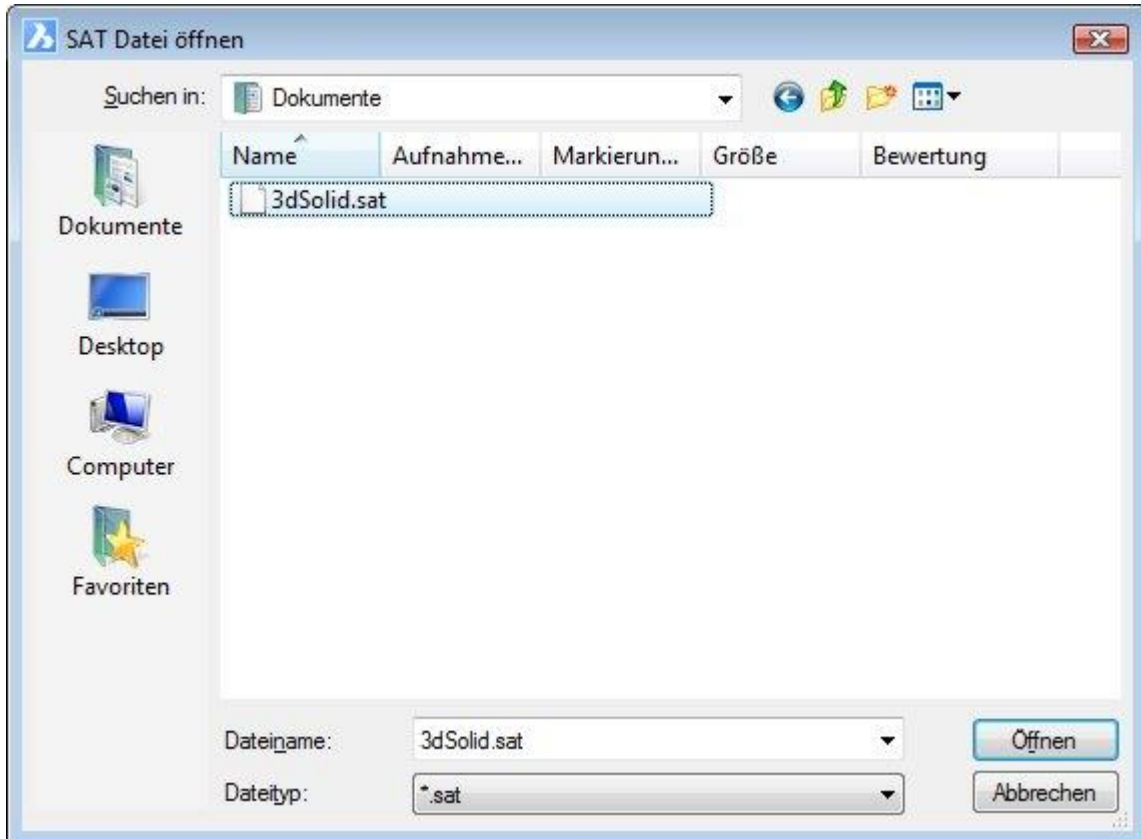 SAT Datei öffnen
Suchen in: Dokumente
Name Aufnahme... Markierun... Größe Bewertung
3dSolid.sat
Dokumente
Desktop
Computer
Favoriten
Dateiname: 3dSolid.sat Öffnen
Dateityp: *.sat Abbrechen